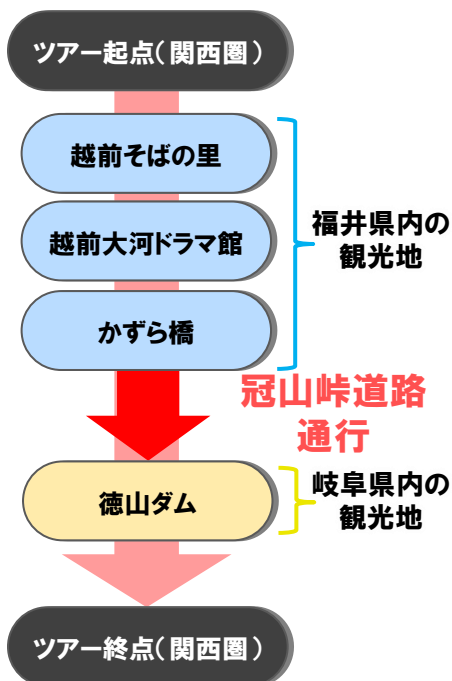 ツアー起点(関西圏)
越前そばの里
越前大河ドラマ館
かずら橋
福井県内の
観光地
冠山峠道路
通行
徳山ダム
岐阜県内の
観光地
ツアー終点(関西圏)